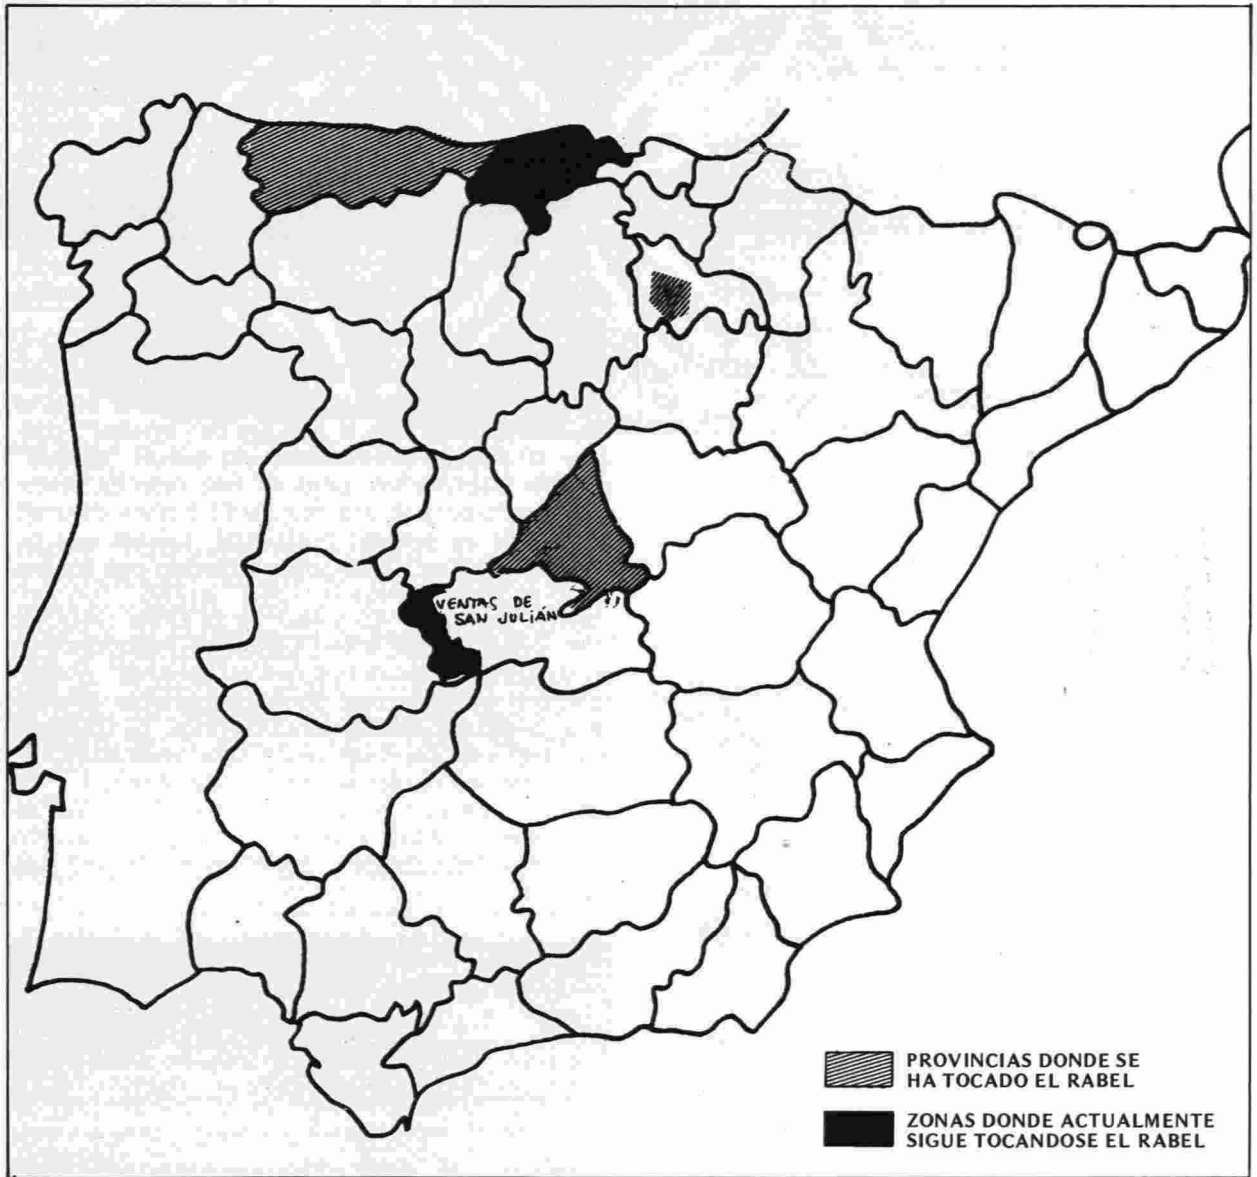 VENTAS DE
SAN JULIÁN
PROVINCIAS DONDE SE
HA TOCADO EL RABEL
ZONAS DONDE ACTUALMENTE
SIGUE TOCANDOSE EL RABEL